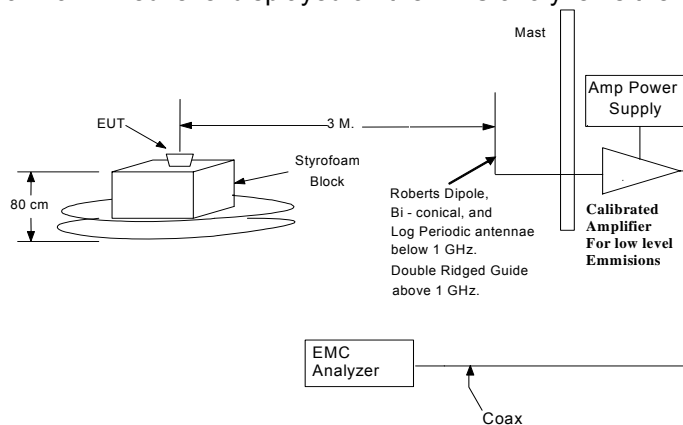 displayed
Mast
Amp Power
Supply
EUT
3 M.
Styrofoam
Block
80 cm
Roberts Dipole,
Bi - conical, and
Log Periodic antennae
below 1 GHz.
Double Ridged Guide
above 1 GHz.
Calibrated
Amplifier
For low level
Emmisions
EMC
Analyzer
Coax